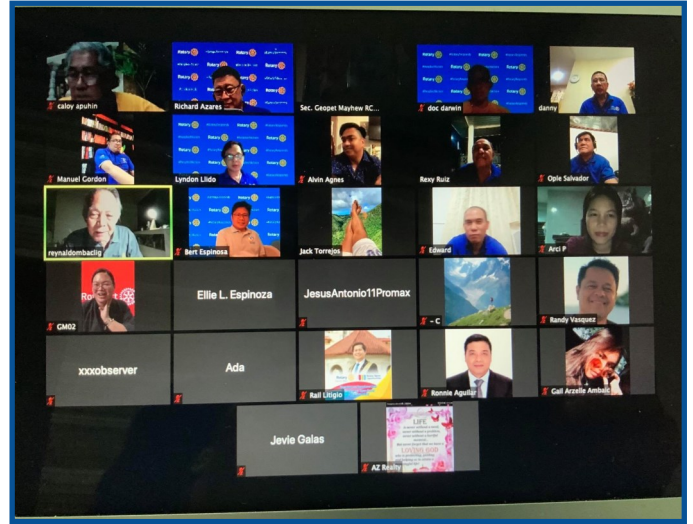 caloy apuhin
Richard Azares
Sec. Geopet Mayhew RC...
doc darwin
danny
Manuel Gordon
Lyndon Llido
Alvin Agnes
Rexy Ruiz
Opie Salvador
reynaldombaclig
Bert Espinosa
Jack Torrejos
Edward
Arci P
GM02
Ellie L. Espinoza
JesusAntonio11Promax
- C
Randy Vasquez
xxxobserver
Ada
Rail Litigio
Ronnie Aguilar
Gail Arzelle Ambaic
Jevie Galas
LIFE
LOVING GOD
AZ Realty